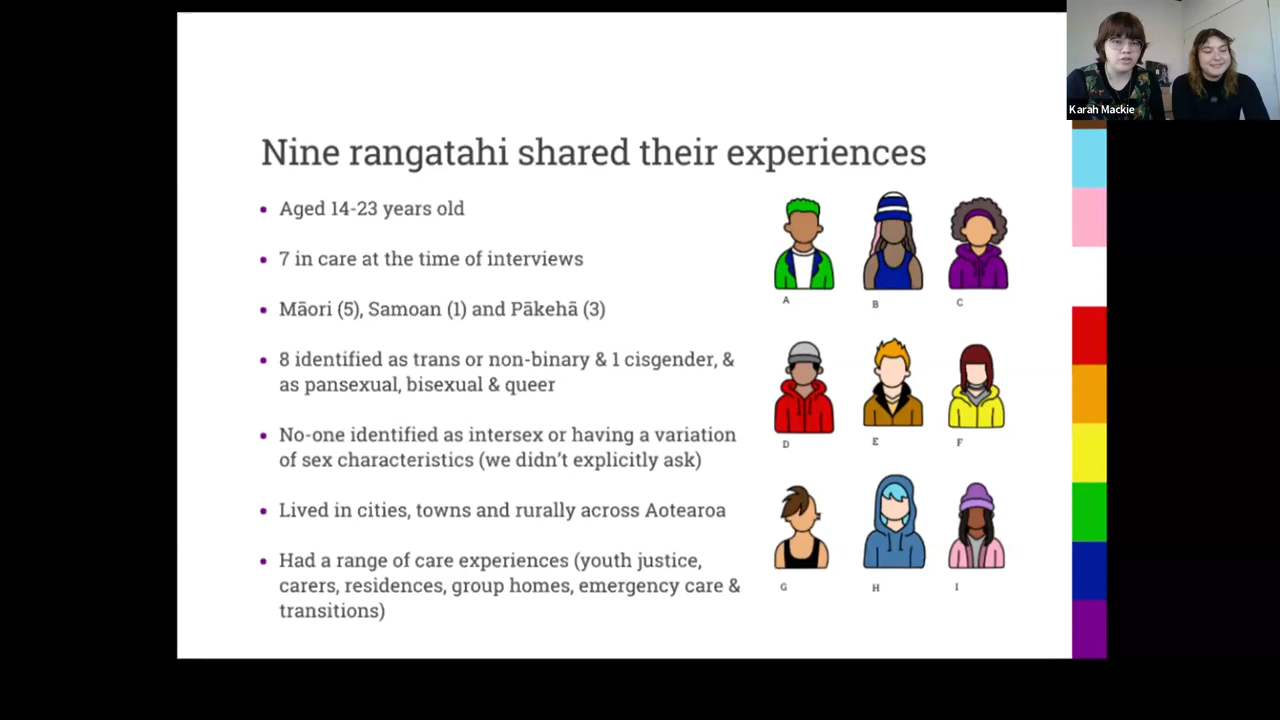 Karah Mackie
Nine rangatahi shared their experiences
Aged 14-23 years old
7 in care at the time of interviews
Māori (5), Samoan (1) and Pākehā (3)
8 identified as trans or non-binary & 1 cisgender, &
as pansexual, bisexual & queer
No-one identified as intersex or having a variation
of sex characteristics (we didn't explicitly ask)
Lived in cities, towns and rurally across Aotearoa
Had a range of care experiences (youth justice,
carers, residences, group homes, emergency care &
transitions)
A B C
D E F
G H I